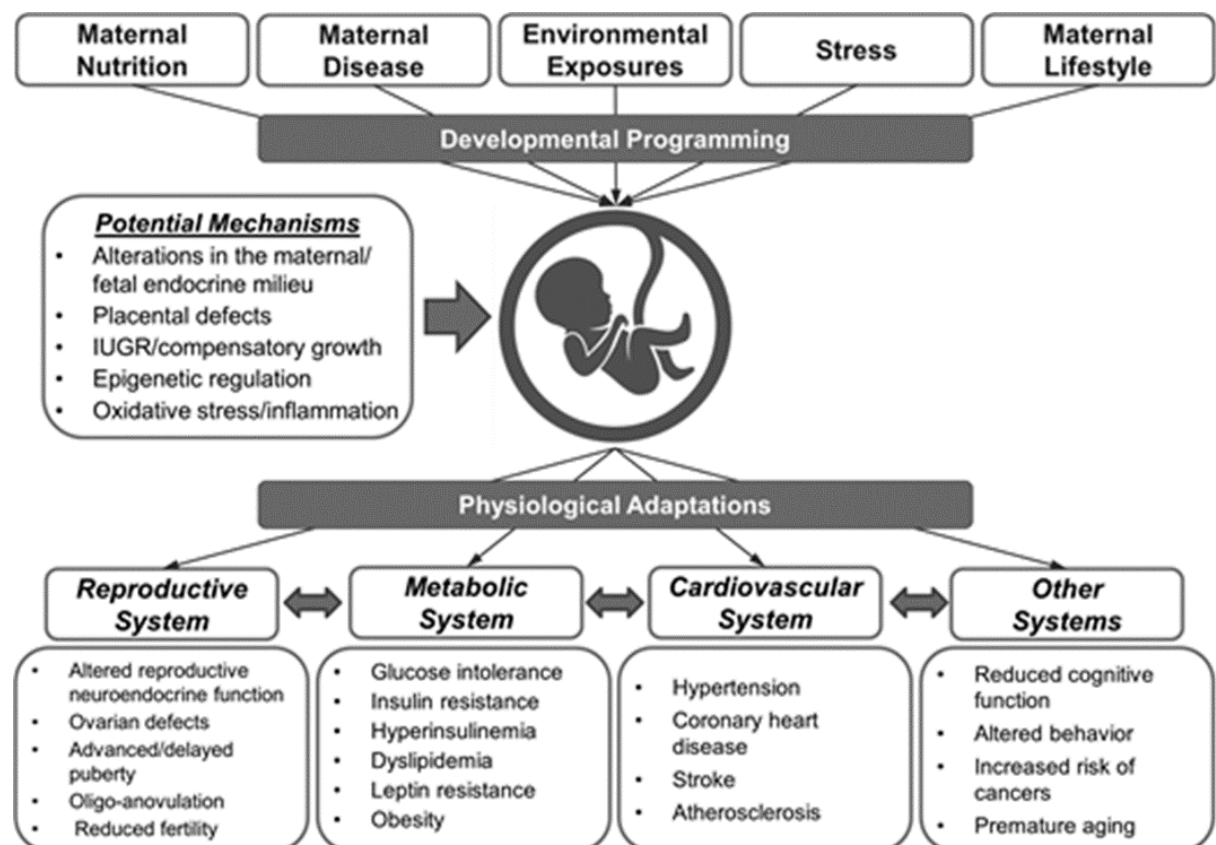 Maternal
Nutrition
Maternal
Disease
Environmental
Exposures
Stress
Maternal
Lifestyle
Developmental Programming
Potential Mechanisms
• Alterations in the maternal/
fetal endocrine milieu
• Placental defects
• IUGR/compensatory growth
• Epigenetic regulation
• Oxidative stress/inflammation
Physiological Adaptations
Reproductive
System
Metabolic
System
Cardiovascular
System
Other
Systems
• Altered reproductive
neuroendocrine function
• Ovarian defects
• Advanced/delayed
puberty
• Oligo-anovulation
• Reduced fertility
• Glucose intolerance
• Insulin resistance
• Hyperinsulinemia
• Dyslipidemia
• Leptin resistance
• Obesity
• Hypertension
• Coronary heart
disease
• Stroke
• Atherosclerosis
• Reduced cognitive
function
• Altered behavior
• Increased risk of
cancers
• Premature aging